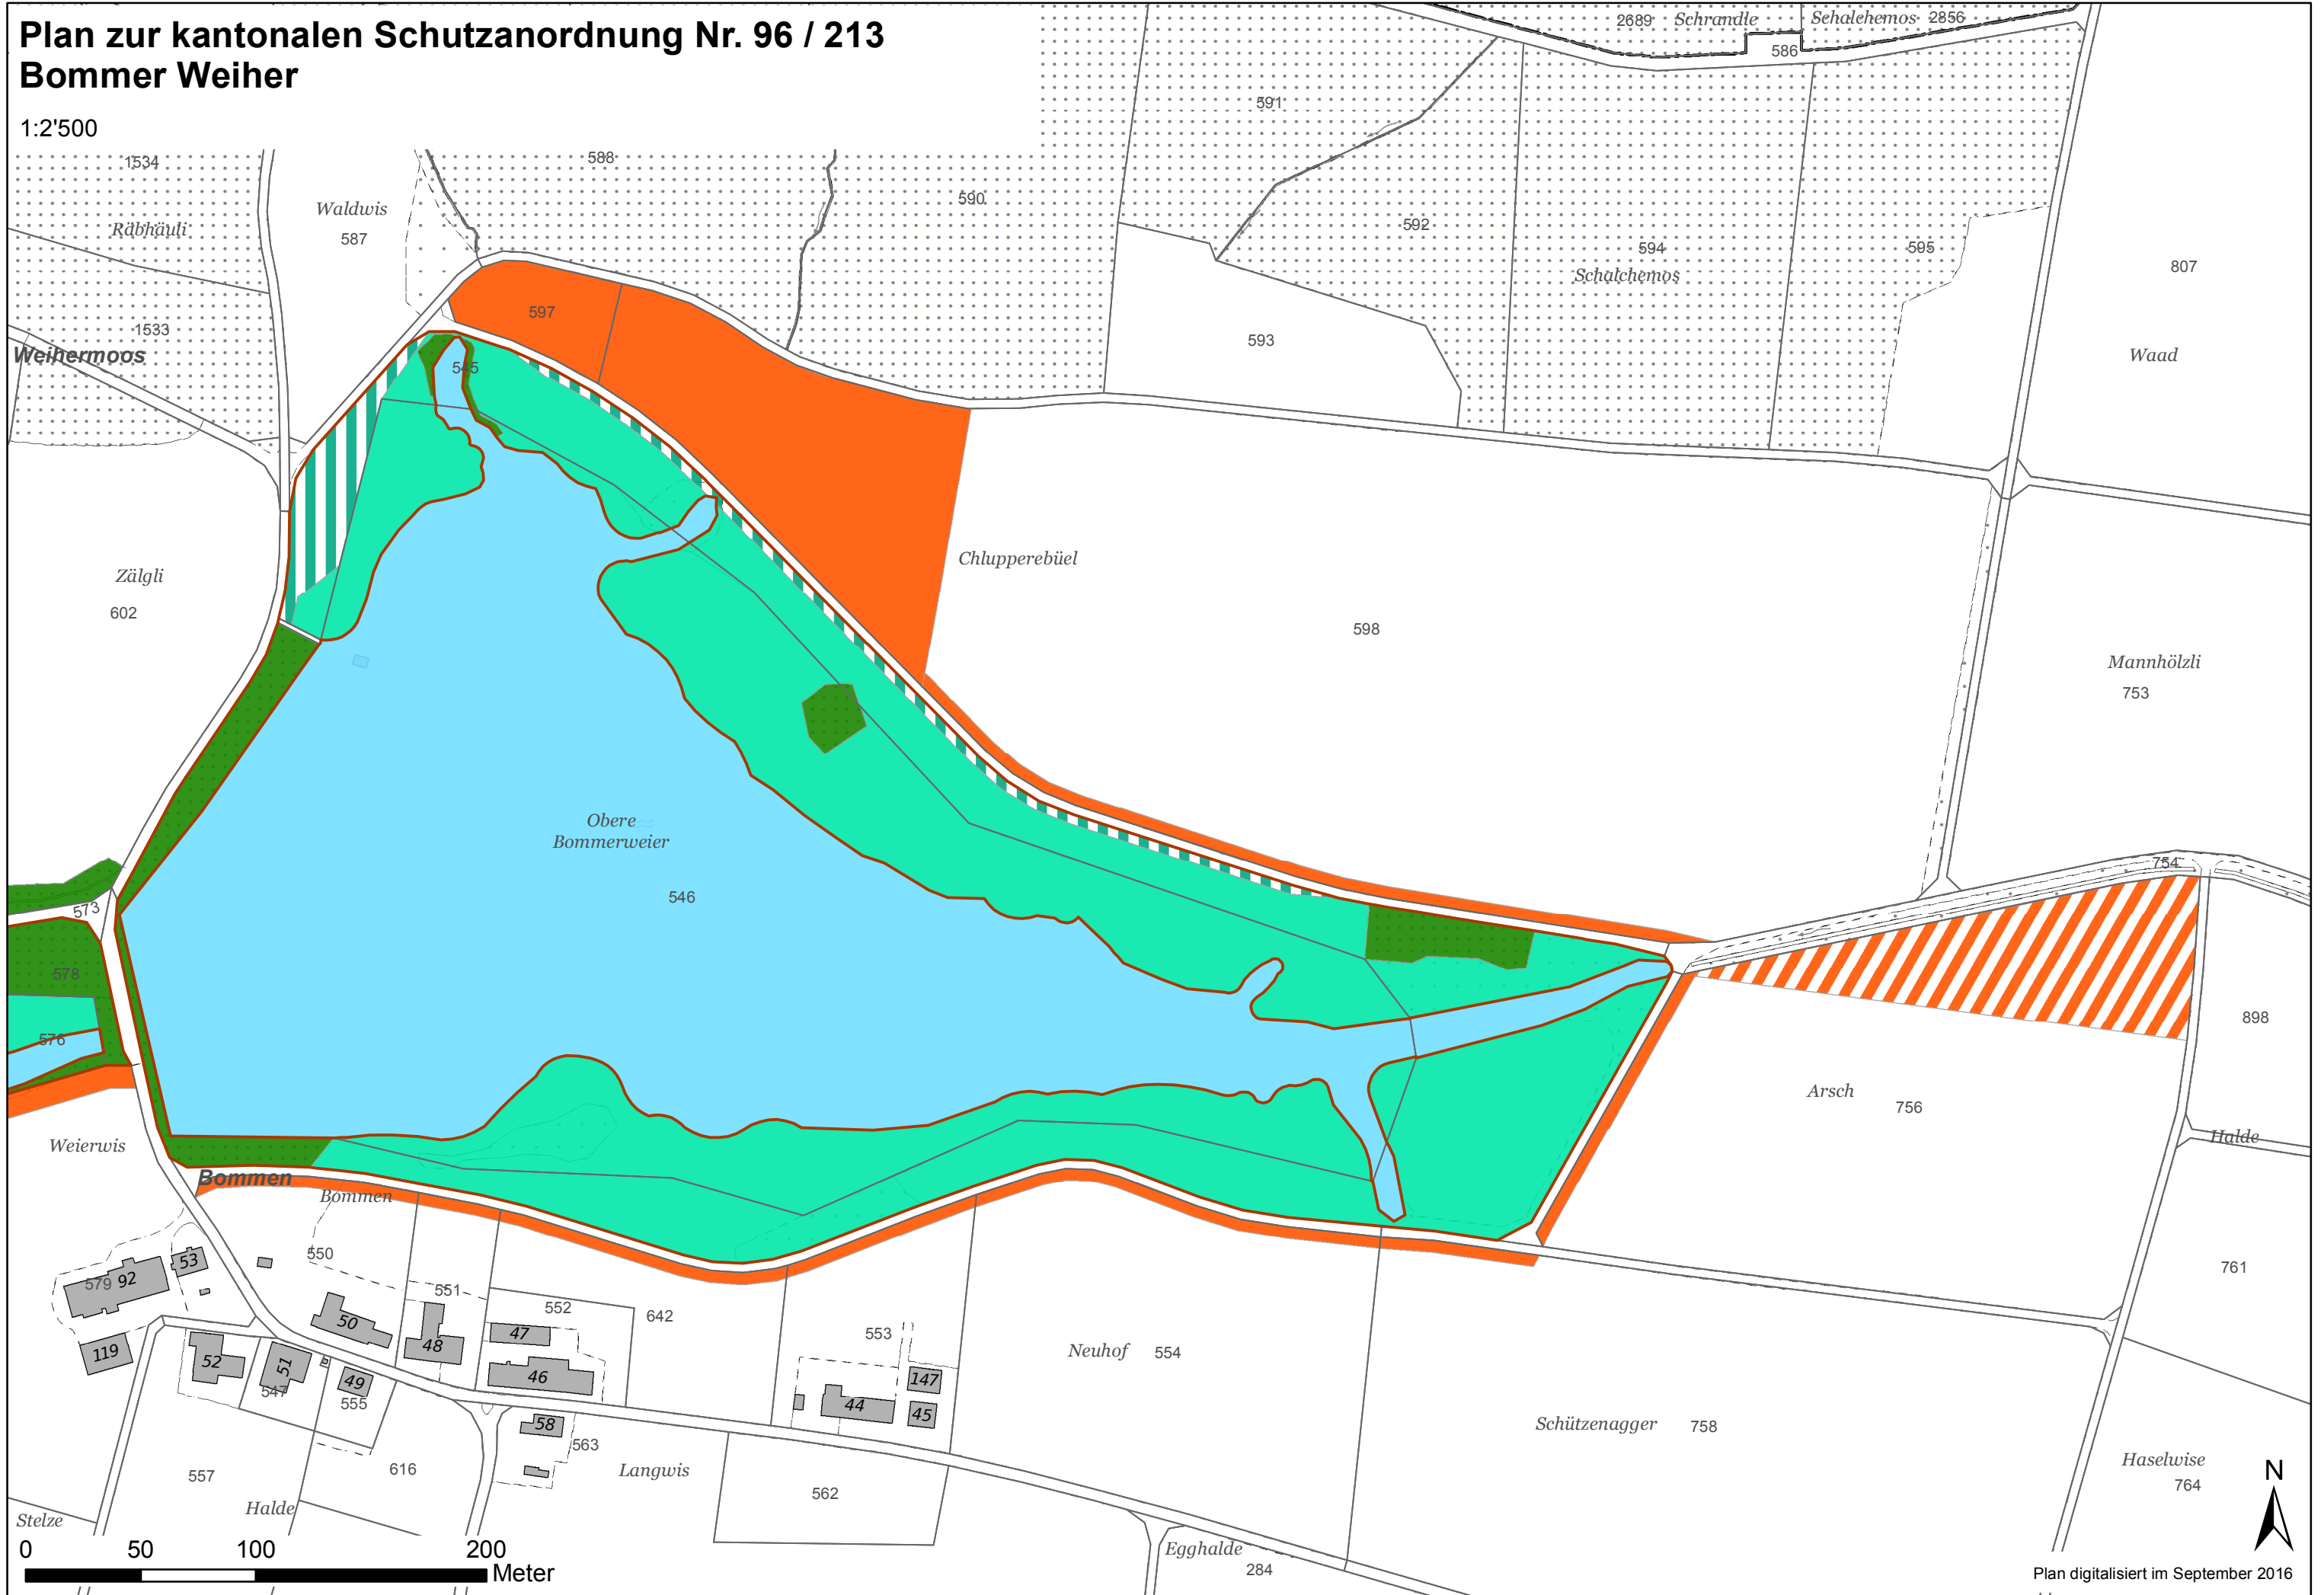 Plan zur kantonalen Schutzanordnung Nr. 96 / 213
Bommer Weiher
1:2'500
2689 Schrandle Schalchemos 2856
586
591
1534
588
590
Waldwis
587
Räbhäuli
592
594
Schalchemos
595
807
597
1533
Weihermoos
593
Waad
545
Zälgli
602
Chlupperebüel
598
Mannhölzli
753
Obere
Bommerweier
546
754
573
578
576
898
Arsch
756
Weierwis
Halde
Bommen
Bommen
550
579
92
53
551
552
642
553
761
119
52
51
547
50
49
555
48
47
46
44
147
45
Neuhof 554
58
563
Schützenagger 758
557
616
Langwis
562
Haselwise
764
Halde
Stelze
Egghalde
284
N
0 50 100 200
Meter
Plan digitalisiert im September 2016